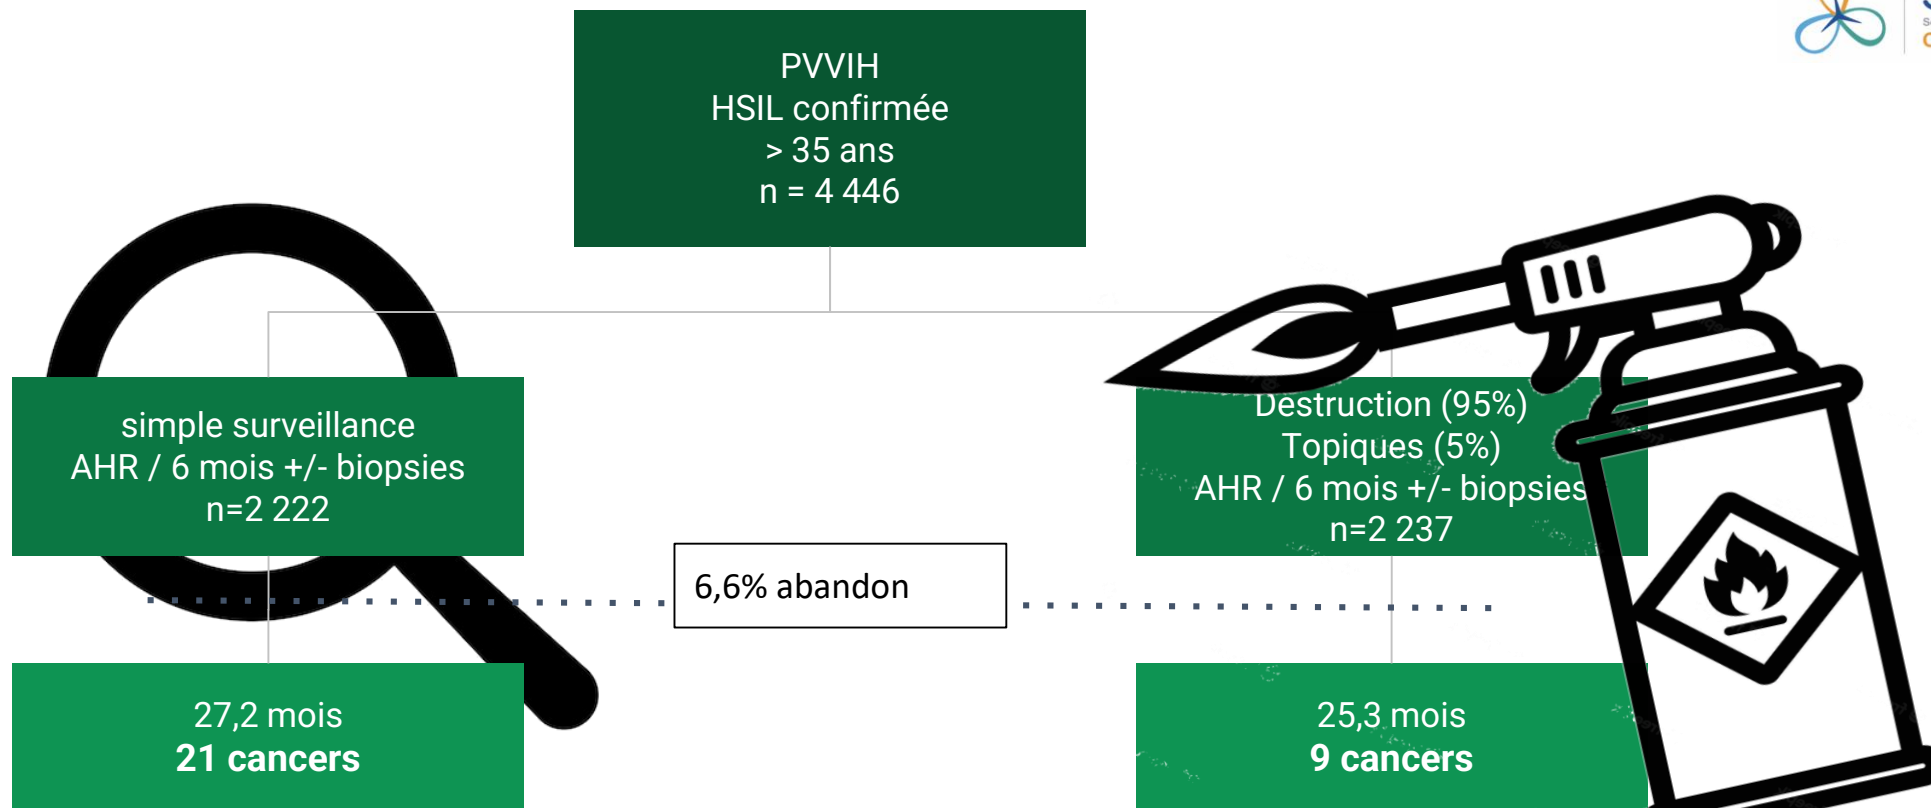 PVVIH
HSIL confirmée
> 35 ans
n = 4 446
simple surveillance
AHR / 6 mois +/- biopsies
n=2 222
Destruction (95%)
Topiques (5%)
AHR / 6 mois +/- biopsies
n=2 237
6,6% abandon
27,2 mois
21 cancers
25,3 mois
9 cancers